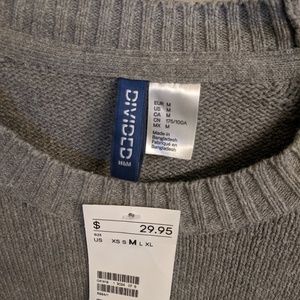 DIVIDED
H&M
EUR M
US M
CA M
CN 175/100A
MX M
Made in
Bangladesh
Fabriqué en
Bangladesh
$ 29.95
SIZE
US XS S M L XL